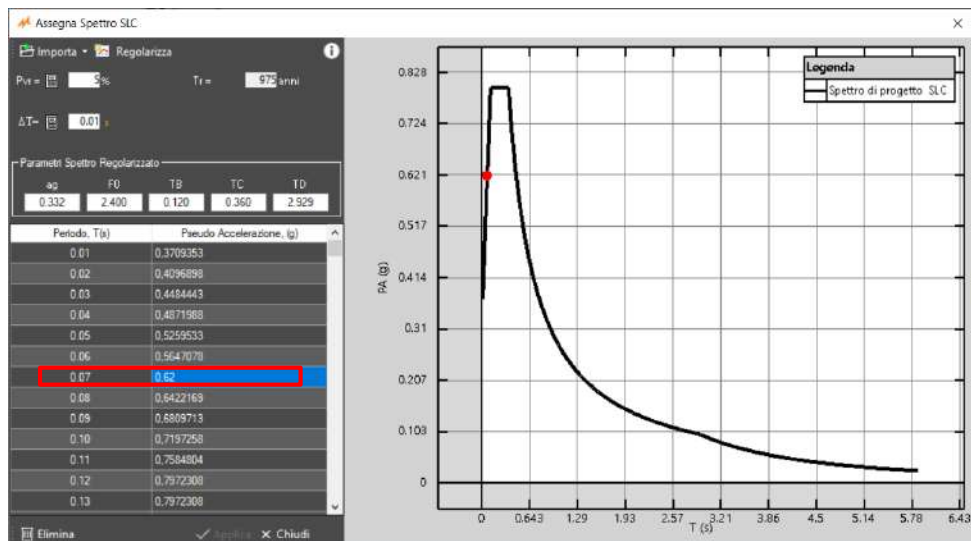 Assegna Spettro SLC
Importa Regolarizza
Pvr = 5 % Tr = 975 anni
ΔT= 0.01 s
Parametri Spettro Regolarizzato
ag F0 TB TC TD
0.332 2.400 0.120 0.360 2.929
Periodo, T(s) Pseudo Accelerazione, (g)
0.01 0,3709353
0.02 0,4096898
0.03 0,4484443
0.04 0,4871988
0.05 0,5259533
0.06 0,5647078
0.07 0.62
0.08 0,6422169
0.09 0,6809713
0.10 0,7197258
0.11 0,7584804
0.12 0,7972308
0.13 0,7972308
Elimina Applica Chiudi
Legenda
Spettro di progetto SLC
PA (g)
0.828
0.724
0.621
0.517
0.414
0.31
0.207
0.103
0
0 0.643 1.29 1.93 2.57 3.21 3.86 4.5 5.14 5.78 6.43
T (s)